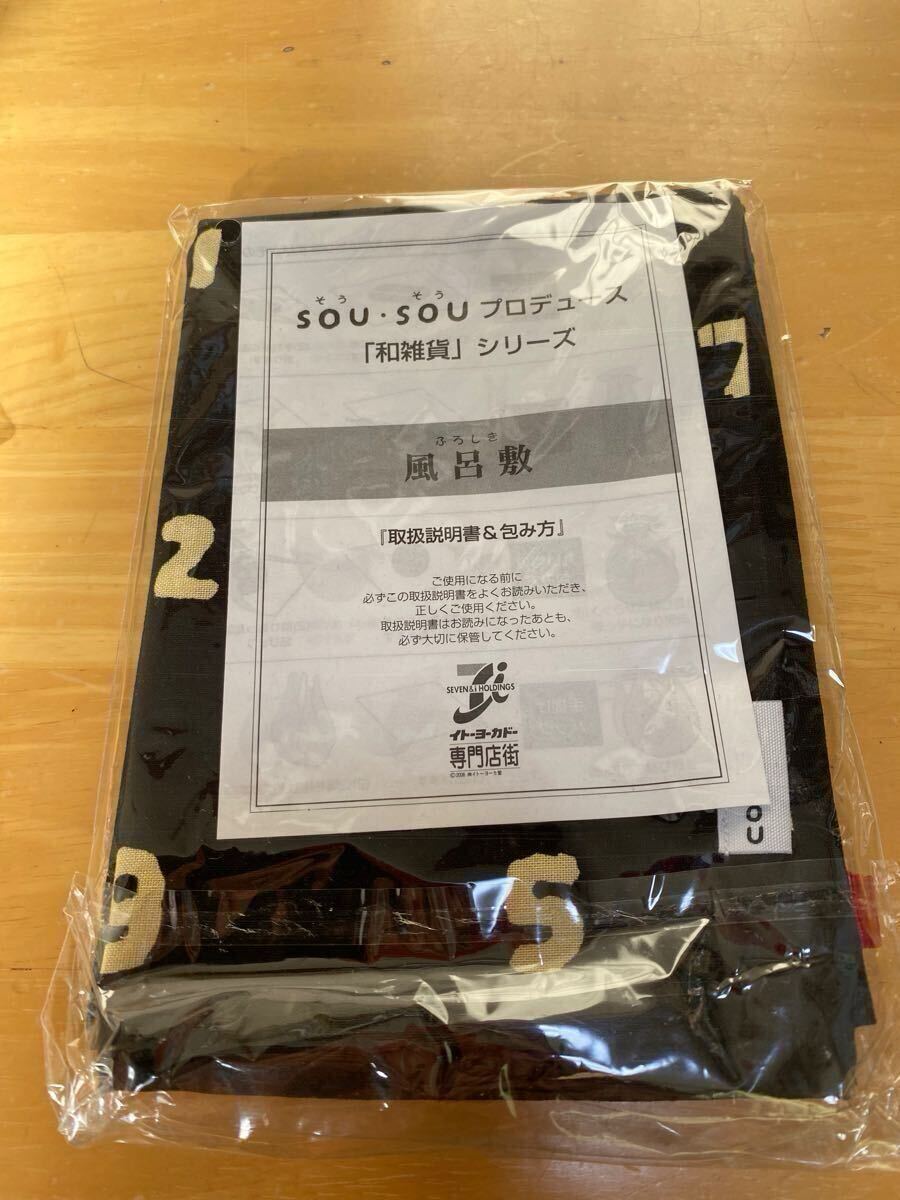 そう そう
SOU・SOU プロデュース
「和雑貨」シリーズ
ふろしき
風呂敷
『取扱説明書&包み方』
ご使用になる前に
必ずこの取扱説明書をよくお読みいただき、
正しくご使用ください。
取扱説明書はお読みになったあとも、
必ず大切に保管してください。
SEVEN&i HOLDINGS
イトーヨーカドー
専門店街
7
2
9
5
OU